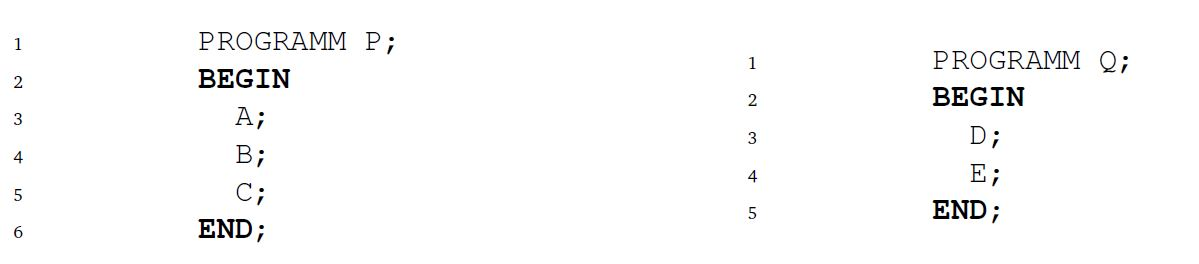 1 PROGRAMM P;
2 BEGIN
3 A;
4 B;
5 C;
6 END;
1 PROGRAMM Q;
2 BEGIN
3 D;
4 E;
5 END;